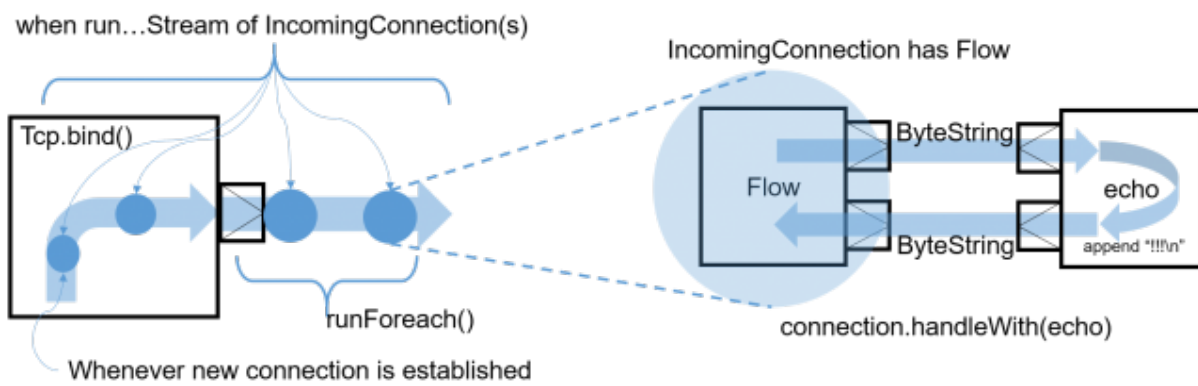 when run...Stream of IncomingConnection(s)
Tcp.bind()
runForeach()
Whenever new connection is established
IncomingConnection has Flow
Flow
ByteString
ByteString
echo
append “!!!\n”
connection.handleWith(echo)